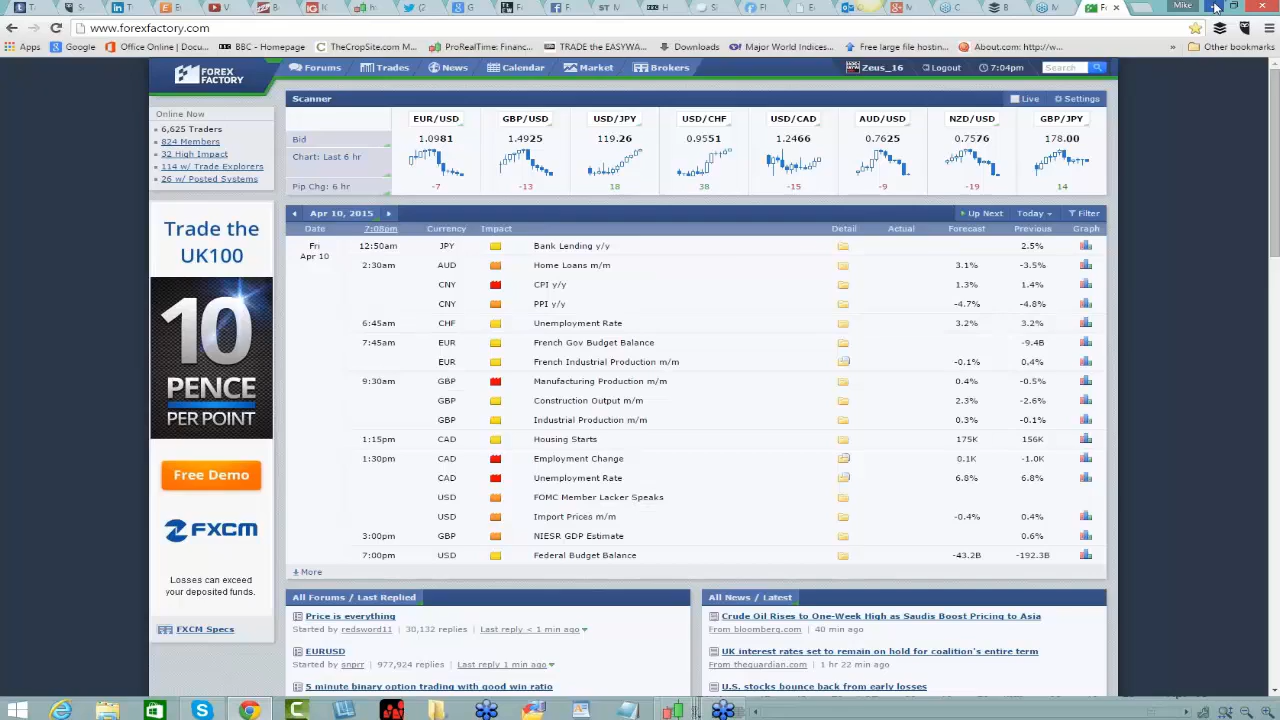 Mike
www.forexfactory.com
Apps Google Office Online | Docu... BBC - Homepage TheCropSite.com M... ProRealTime: Financ... TRADE the EASYWA... Downloads Major World Indices... Free large file hostin... About.com: http://w... » Other bookmarks
FOREX FACTORY
Forums Trades News Calendar Market Brokers Zeus_16 Logout 7:04pm Search
Online Now
6,625 Traders
824 Members
32 High Impact
114 w/ Trade Explorers
26 w/ Posted Systems
Scanner Live Settings
EUR/USD GBP/USD USD/JPY USD/CHF USD/CAD AUD/USD NZD/USD GBP/JPY
Bid 1.0981 1.4925 119.26 0.9551 1.2466 0.7625 0.7576 178.00
Chart: Last 6 hr
Pip Chg: 6 hr -7 -13 18 38 -15 -9 -19 14
Trade the
UK100
10
PENCE
PER POINT
Free Demo
FXCM
Losses can exceed
your deposited funds.
FXCM Specs
Apr 10, 2015 Up Next Today Filter
Date 7:08pm Currency Impact Detail Actual Forecast Previous Graph
Fri 12:50am JPY Bank Lending y/y 2.5%
Apr 10
2:30am AUD Home Loans m/m 3.1% -3.5%
CNY CPI y/y 1.3% 1.4%
CNY PPI y/y -4.7% -4.8%
6:45am CHF Unemployment Rate 3.2% 3.2%
7:45am EUR French Gov Budget Balance -9.4B
EUR French Industrial Production m/m -0.1% 0.4%
9:30am GBP Manufacturing Production m/m 0.4% -0.5%
GBP Construction Output m/m 2.3% -2.6%
GBP Industrial Production m/m 0.3% -0.1%
1:15pm CAD Housing Starts 175K 156K
1:30pm CAD Employment Change 0.1K -1.0K
CAD Unemployment Rate 6.8% 6.8%
USD FOMC Member Lacker Speaks
USD Import Prices m/m -0.4% 0.4%
3:00pm GBP NIESR GDP Estimate 0.6%
7:00pm USD Federal Budget Balance -43.2B -192.3B
More
All Forums / Last Replied
Price is everything
Started by redsword11 | 30,132 replies | Last reply < 1 min ago
EURUSD
Started by snprr | 977,924 replies | Last reply 1 min ago
5 minute binary option trading with good win ratio
All News / Latest
Crude Oil Rises to One-Week High as Saudis Boost Pricing to Asia
From bloomberg.com | 40 min ago
UK interest rates set to remain on hold for coalition's entire term
From theguardian.com | 1 hr 22 min ago
U.S. stocks bounce back from early losses